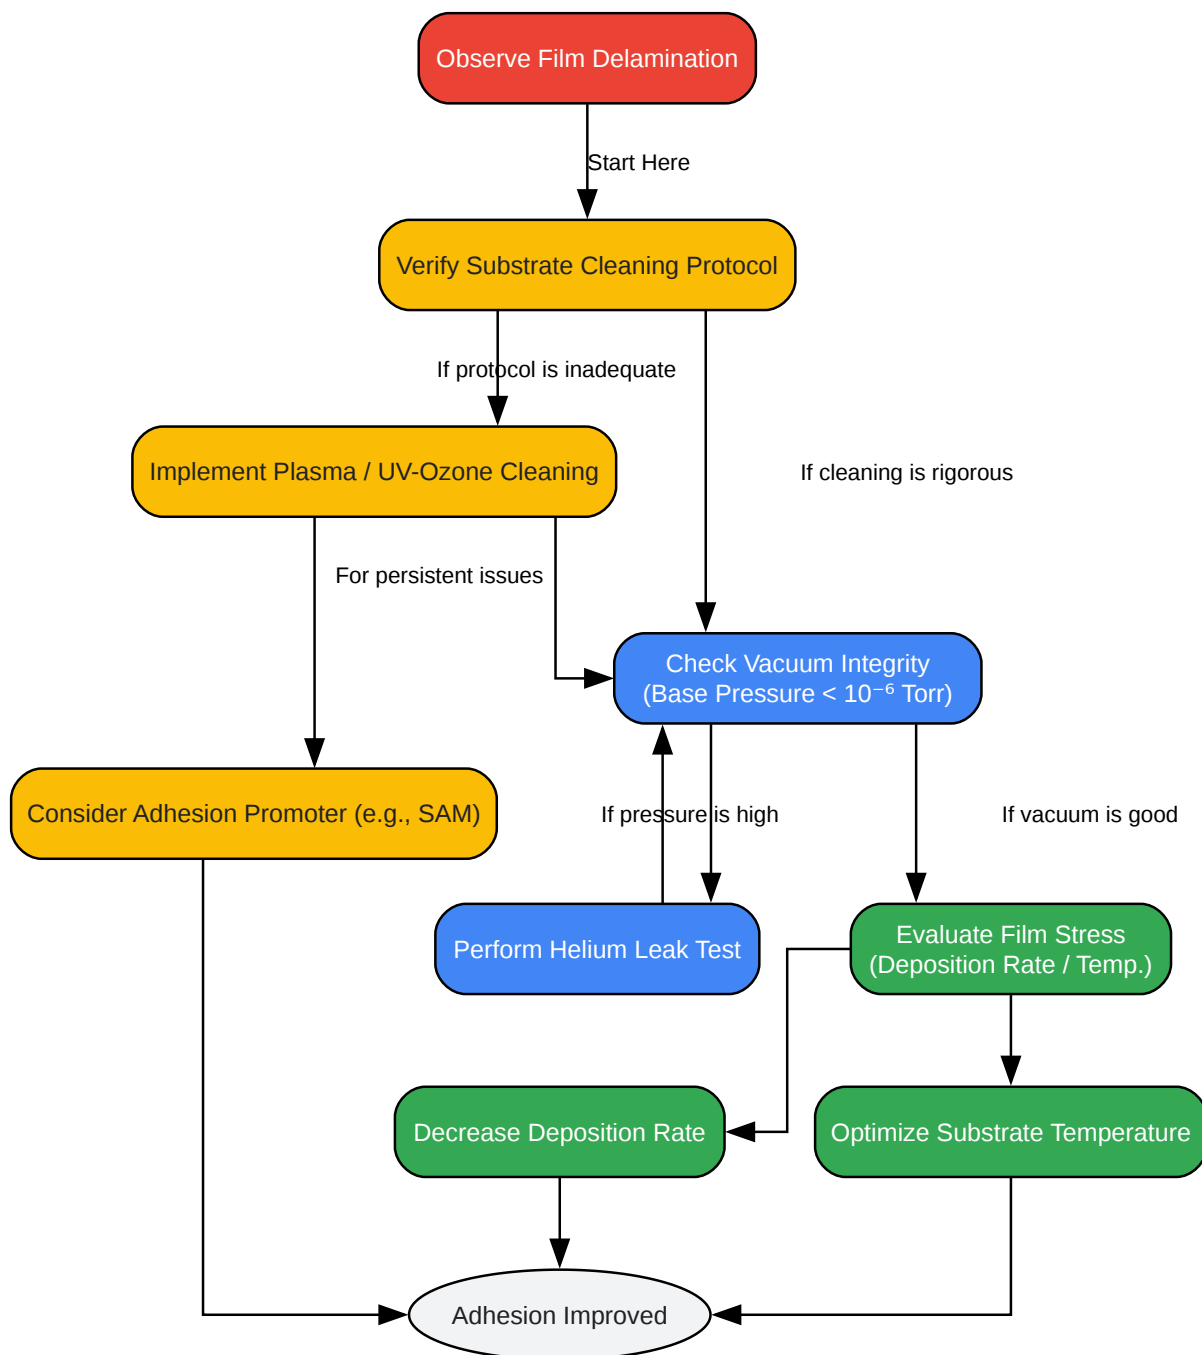 Observe Film Delamination
Start Here
Verify Substrate Cleaning Protocol
If protocol is inadequate
Implement Plasma / UV-Ozone Cleaning
If cleaning is rigorous
For persistent issues
Check Vacuum Integrity
(Base Pressure < 10⁻⁶ Torr)
Consider Adhesion Promoter (e.g., SAM)
If pressure is high
If vacuum is good
Perform Helium Leak Test
Evaluate Film Stress
(Deposition Rate / Temp.)
Decrease Deposition Rate
Optimize Substrate Temperature
Adhesion Improved